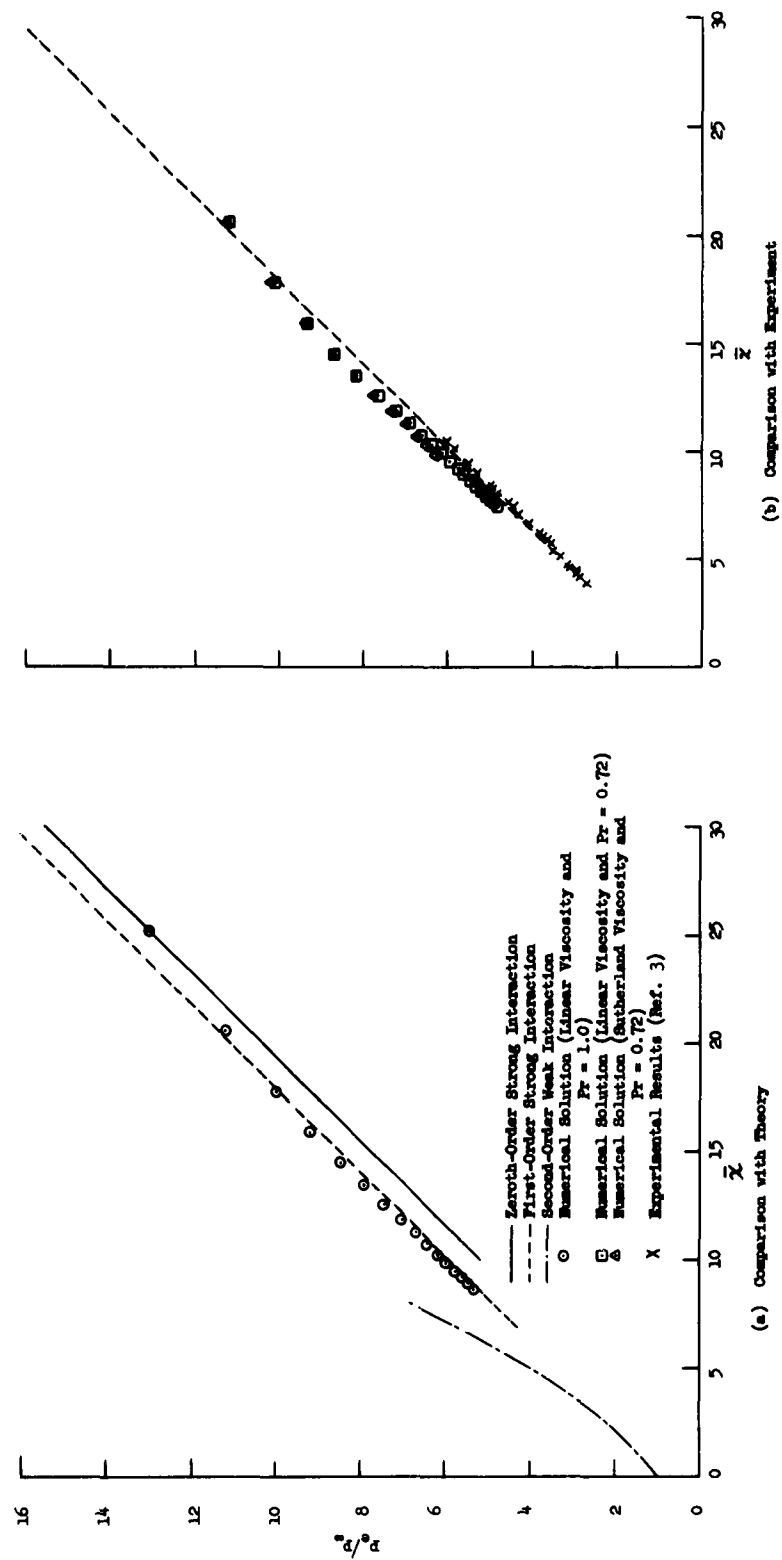 16
14
12
10
8
6
4
2
0
pₑ/pₐ
0
5
10
15
20
25
30
χ̄
Zeroth-Order Strong Interaction
First-Order Strong Interaction
Second-Order Weak Interaction
Numerical Solution (Linear Viscosity and
Pr = 1.0)
Numerical Solution (Linear Viscosity and Pr = 0.72)
Numerical Solution (Sutherland Viscosity and
Pr = 0.72)
Experimental Results (Ref. 3)
(a) Comparison with Theory
0
5
10
15
20
25
30
χ̄
(b) Comparison with Experiment